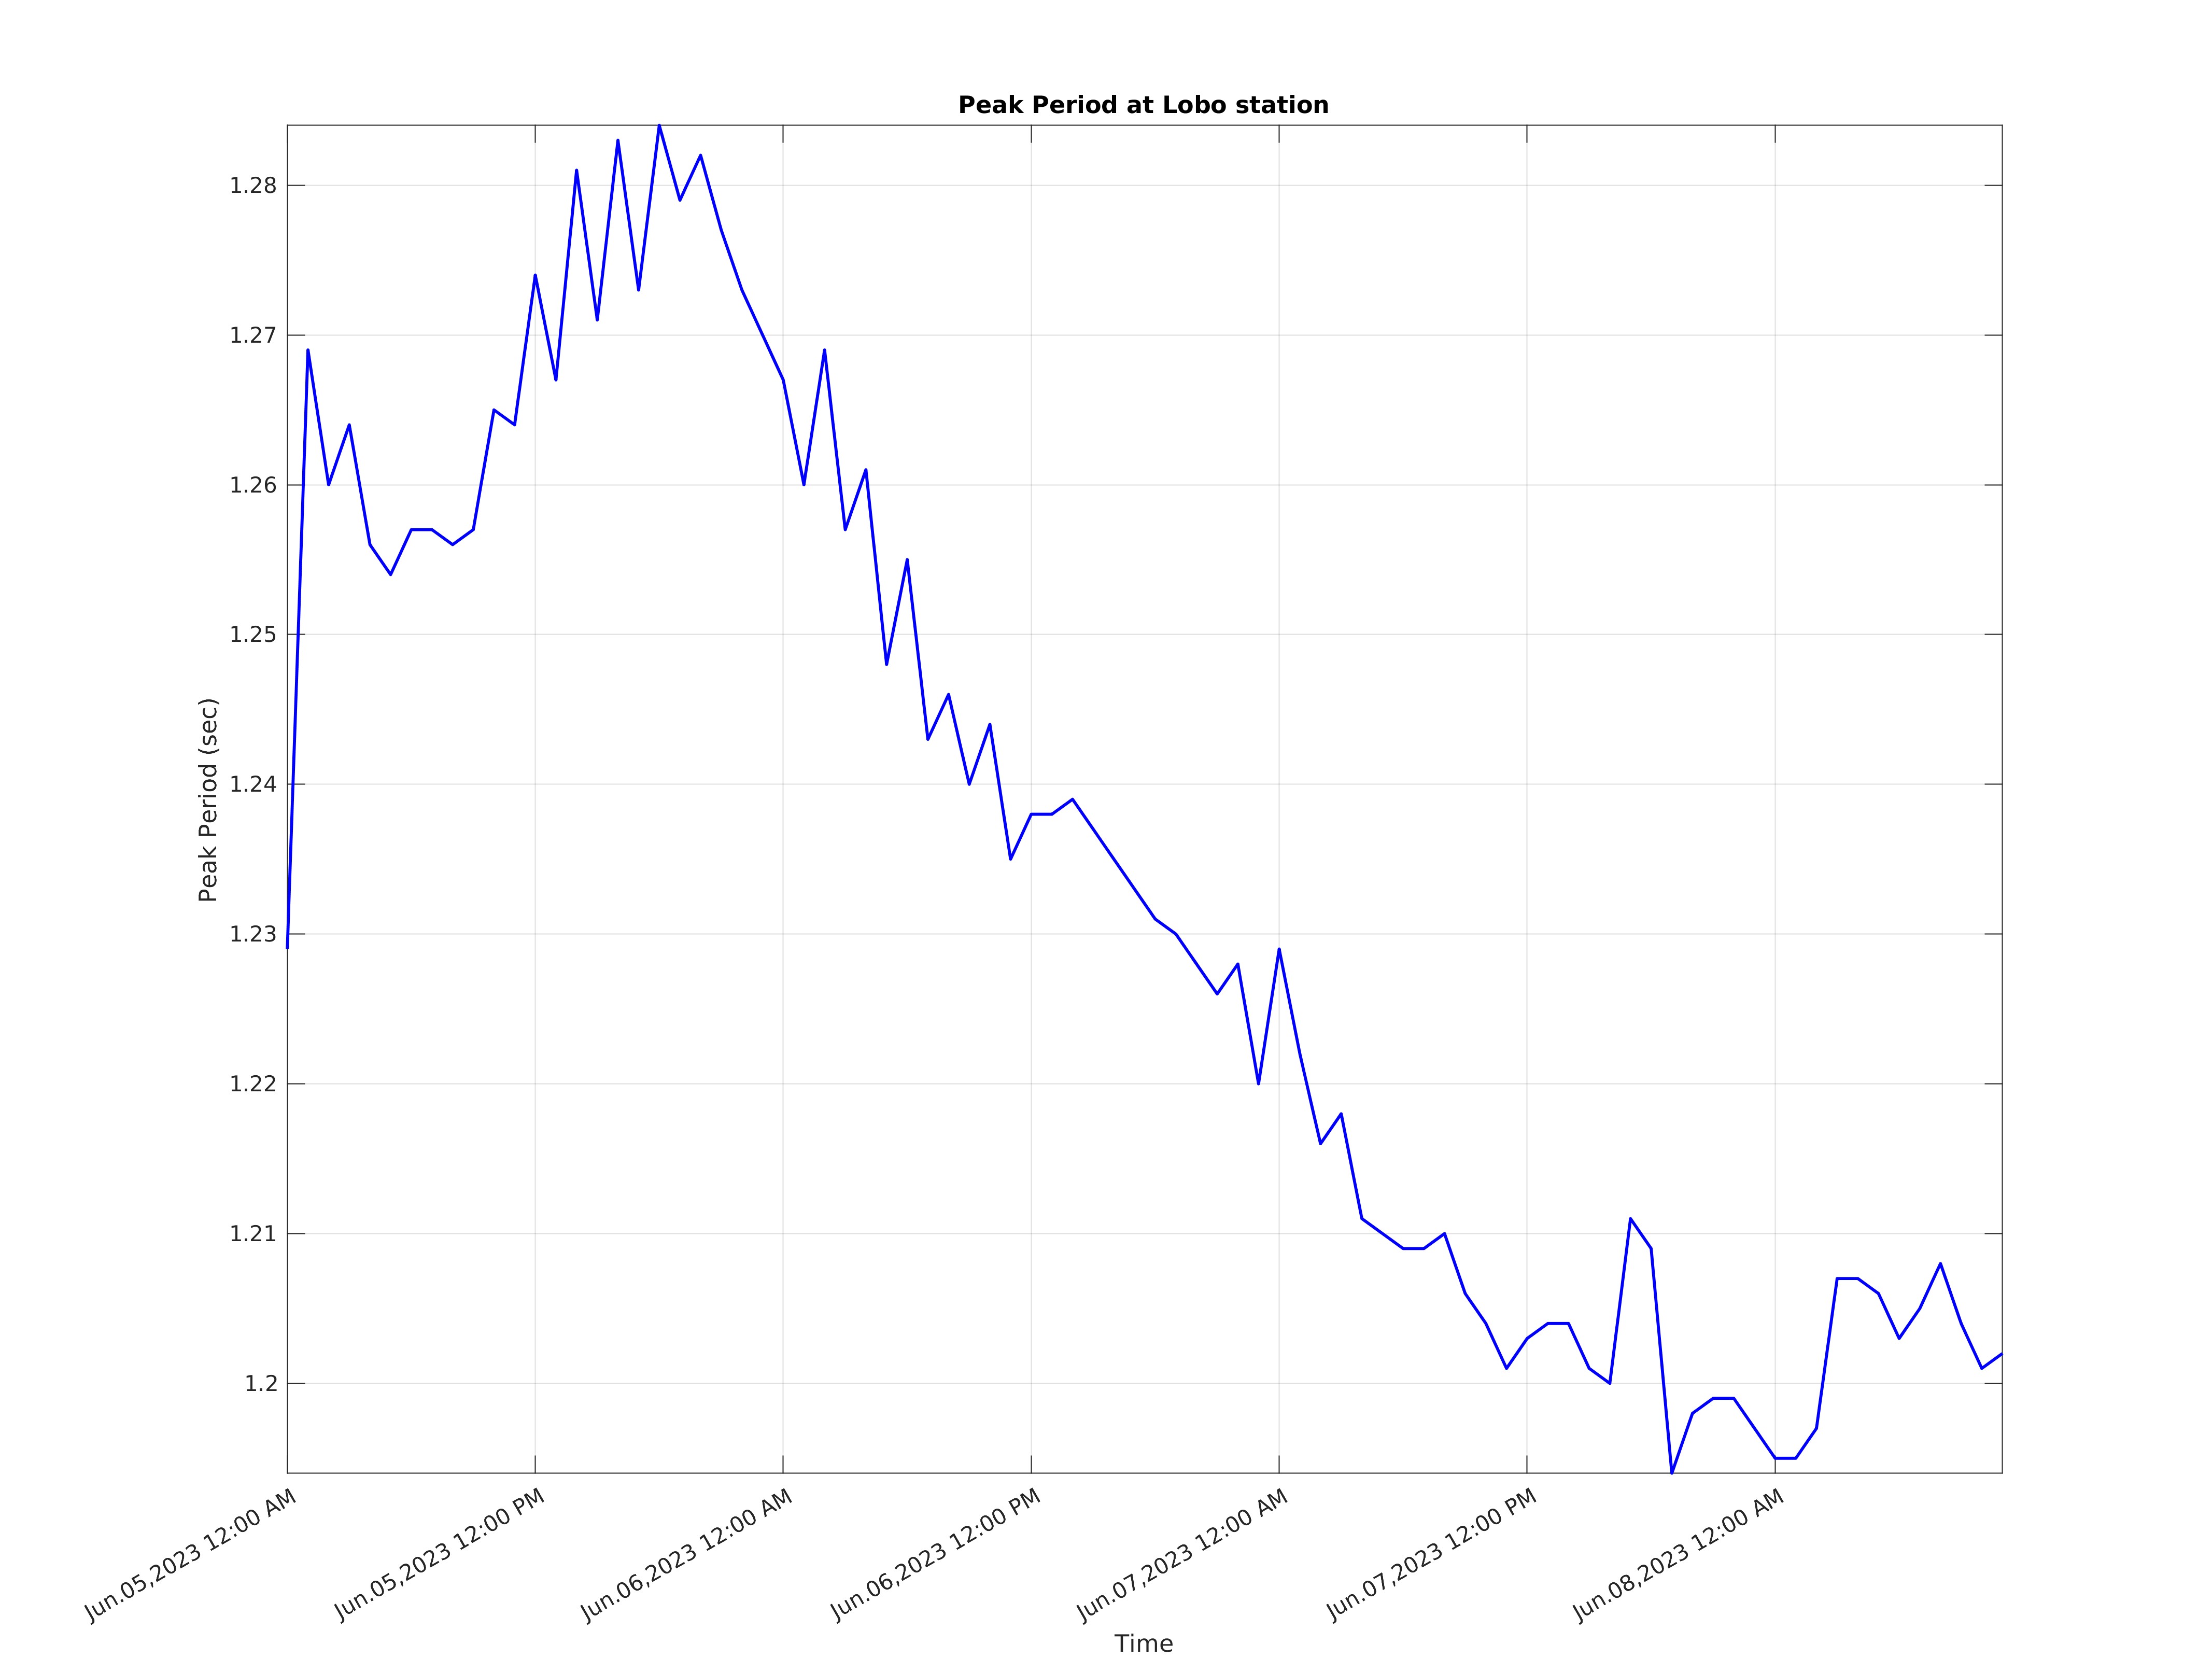 Peak Period at Lobo station
Peak Period (sec)
1.28
1.27
1.26
1.25
1.24
1.23
1.22
1.21
1.2
Jun.05,2023 12:00 AM
Jun.05,2023 12:00 PM
Jun.06,2023 12:00 AM
Jun.06,2023 12:00 PM
Jun.07,2023 12:00 AM
Jun.07,2023 12:00 PM
Jun.08,2023 12:00 AM
Time